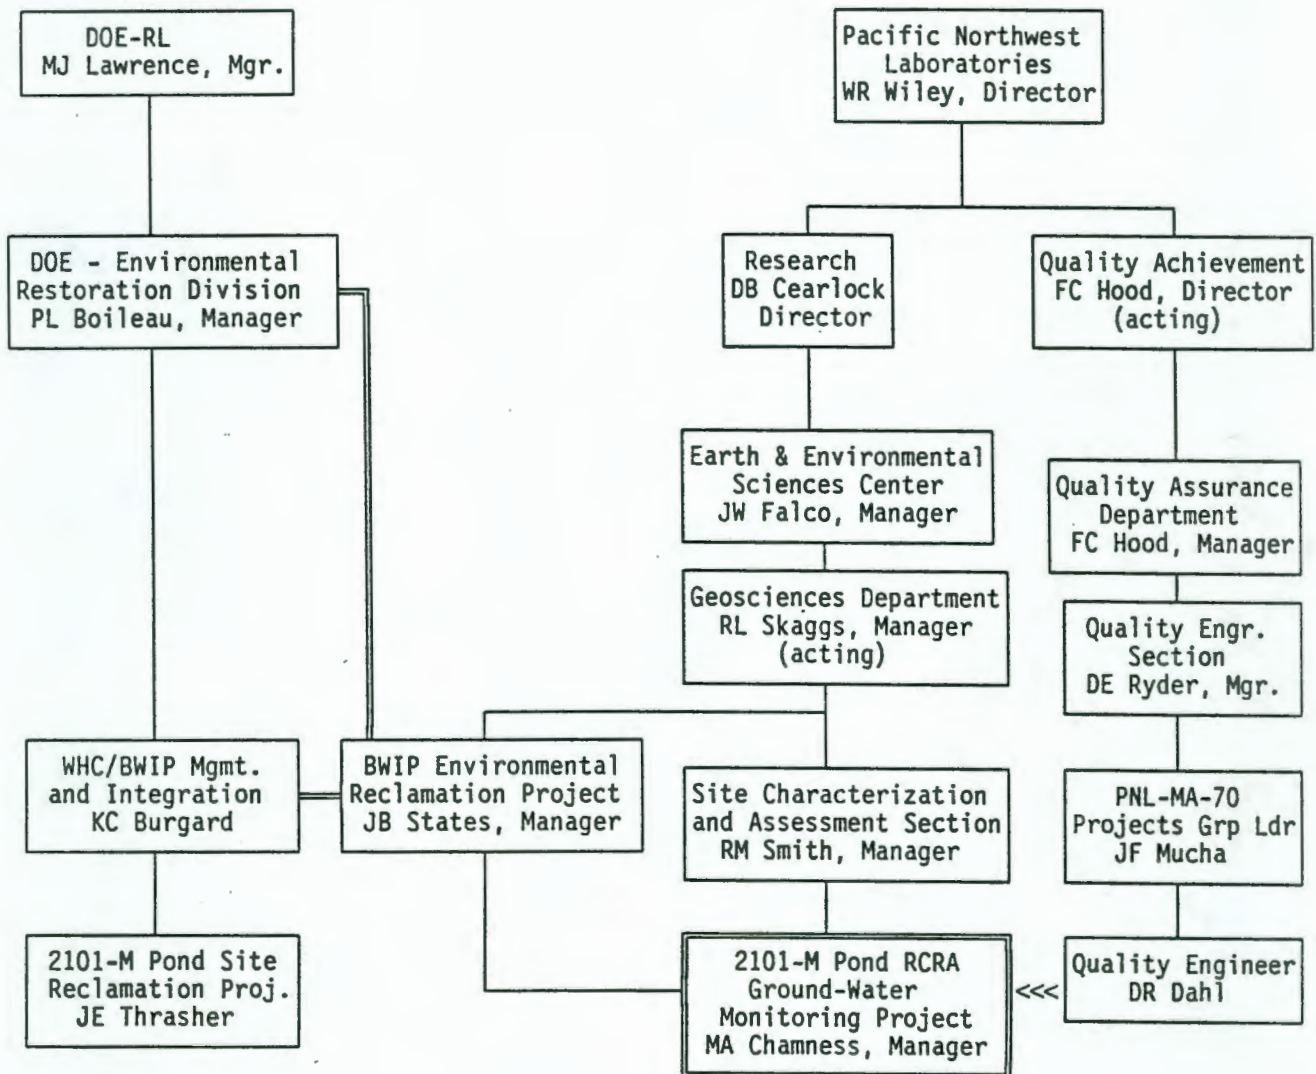 DOE-RL
MJ Lawrence, Mgr.
Pacific Northwest
Laboratories
WR Wiley, Director
DOE - Environmental
Restoration Division
PL Boileau, Manager
Research
DB Cearlock
Director
Quality Achievement
FC Hood, Director
(acting)
Earth & Environmental
Sciences Center
JW Falco, Manager
Quality Assurance
Department
FC Hood, Manager
Geosciences Department
RL Skaggs, Manager
(acting)
Quality Engr.
Section
DE Ryder, Mgr.
WHC/BWIP Mgmt.
and Integration
KC Burgard
BWIP Environmental
Reclamation Project
JB States, Manager
Site Characterization
and Assessment Section
RM Smith, Manager
PNL-MA-70
Projects Grp Ldr
JF Mucha
2101-M Pond Site
Reclamation Proj.
JE Thrasher
2101-M Pond RCRA
Ground-Water
Monitoring Project
MA Chamness, Manager
<<<
Quality Engineer
DR Dahl